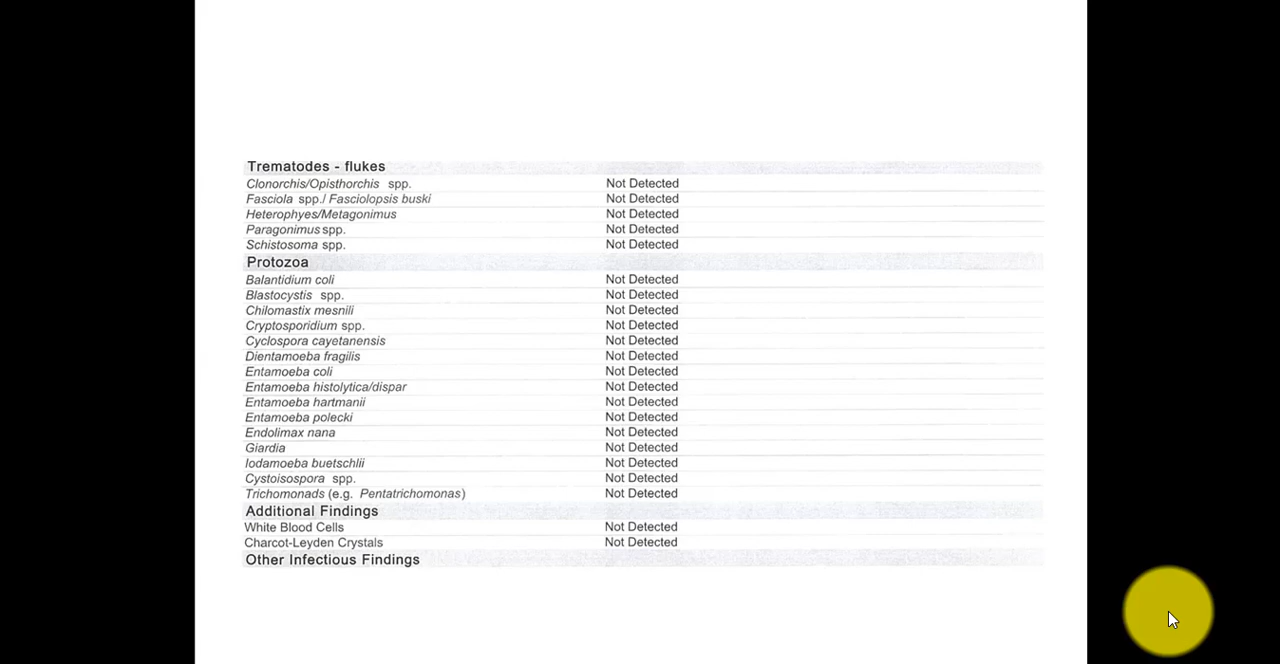 Trematodes - flukes
Clonorchis/Opisthorchis spp. Not Detected
Fasciola spp./ Fasciolopsis buski Not Detected
Heterophyes/Metagonimus Not Detected
Paragonimus spp. Not Detected
Schistosoma spp. Not Detected
Protozoa
Balantidium coli Not Detected
Blastocystis spp. Not Detected
Chilomastix mesnili Not Detected
Cryptosporidium spp. Not Detected
Cyclospora cayetanensis Not Detected
Dientamoeba fragilis Not Detected
Entamoeba coli Not Detected
Entamoeba histolytica/dispar Not Detected
Entamoeba hartmanii Not Detected
Entamoeba polecki Not Detected
Endolimax nana Not Detected
Giardia Not Detected
Iodamoeba buetschlii Not Detected
Cystoisospora spp. Not Detected
Trichomonads (e.g. Pentatrichomonas) Not Detected
Additional Findings
White Blood Cells Not Detected
Charcot-Leyden Crystals Not Detected
Other Infectious Findings